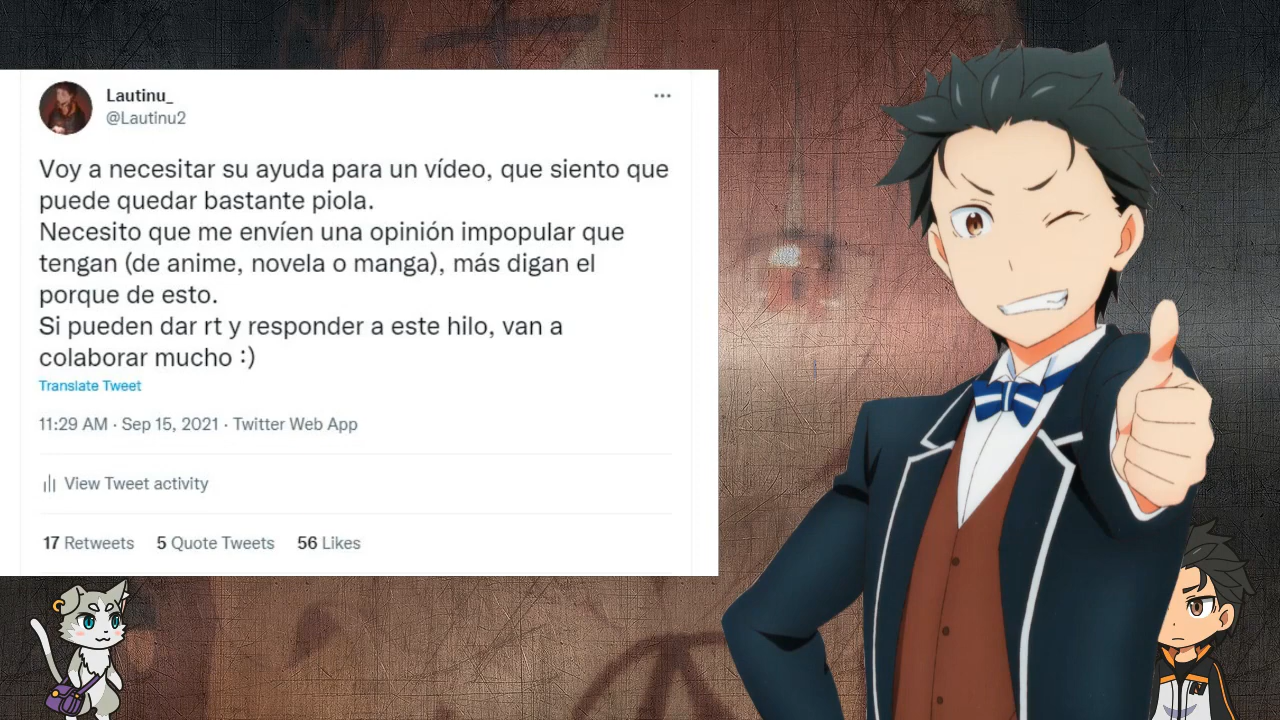 Lautinu_
@Lautinu2
Voy a necesitar su ayuda para un vídeo, que siento que
puede quedar bastante piola.
Necesito que me envíen una opinión impopular que
tengan (de anime, novela o manga), más digan el
porque de esto.
Si pueden dar rt y responder a este hilo, van a
colaborar mucho :)
Translate Tweet
11:29 AM · Sep 15, 2021 · Twitter Web App
View Tweet activity
17 Retweets 5 Quote Tweets 56 Likes